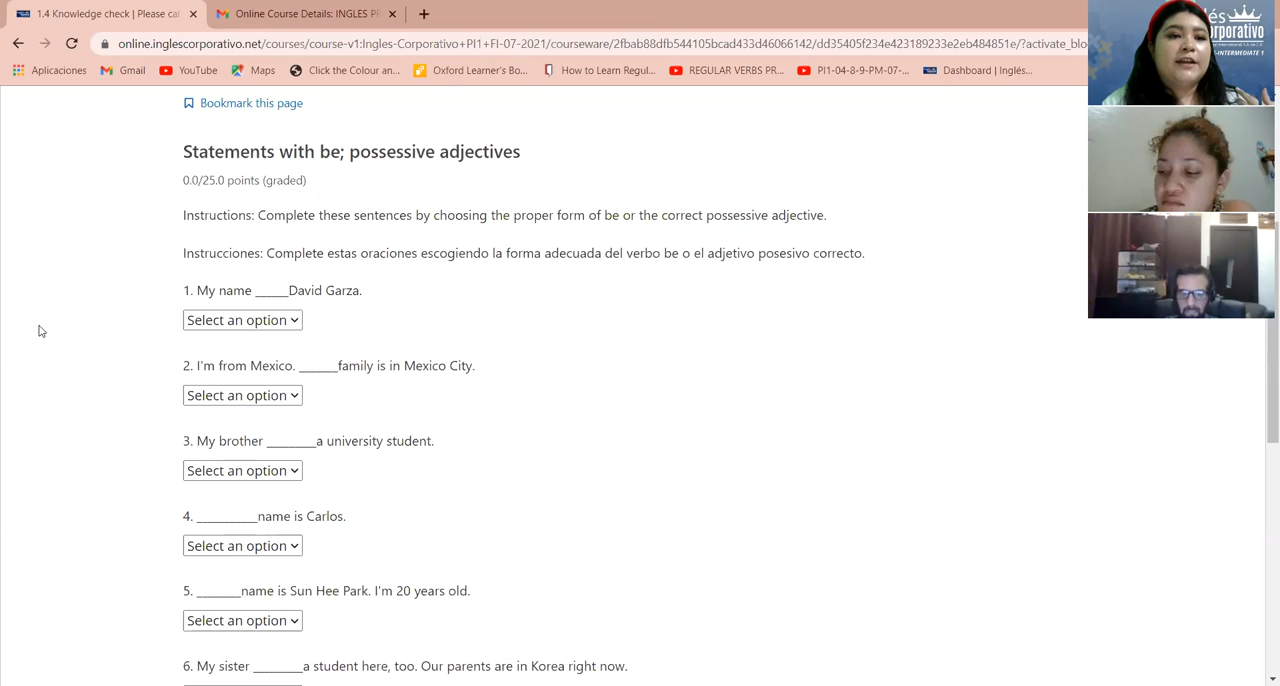 1.4 Knowledge check | Please cal
Online Course Details: INGLES PR
online.inglescorporativo.net/courses/course-v1:Ingles-Corporativo+PI1+FI-07-2021/courseware/2fbab88dfb544105bcad433d46066142/dd35405f234e423189233e2eb484851e/?activate_blo
Aplicaciones
Gmail
YouTube
Maps
Click the Colour an...
Oxford Learner's Bo...
How to Learn Regul...
REGULAR VERBS PR...
PI1-04-8-9-PM-07-...
Dashboard | Inglés...
Bookmark this page
Statements with be; possessive adjectives
0.0/25.0 points (graded)
Instructions: Complete these sentences by choosing the proper form of be or the correct possessive adjective.
Instrucciones: Complete estas oraciones escogiendo la forma adecuada del verbo be o el adjetivo posesivo correcto.
1. My name ______David Garza.
Select an option
2. I'm from Mexico. _______family is in Mexico City.
Select an option
3. My brother _________a university student.
Select an option
4. ___________name is Carlos.
Select an option
5. ________name is Sun Hee Park. I'm 20 years old.
Select an option
6. My sister _________a student here, too. Our parents are in Korea right now.